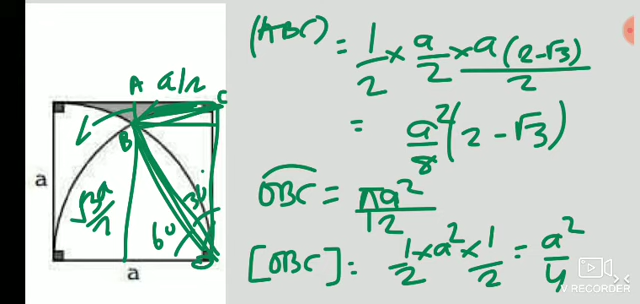 (ABC) = 1/2 × a/2 × a(2-√3)/2
= a²/8 (2-√3)
OBC = πa²/12
[OBC] = 1/2 × a² × 1/2 = a²/4
A a/2 C
L
B
a
√3a/2
60 30
a
V RECORDER